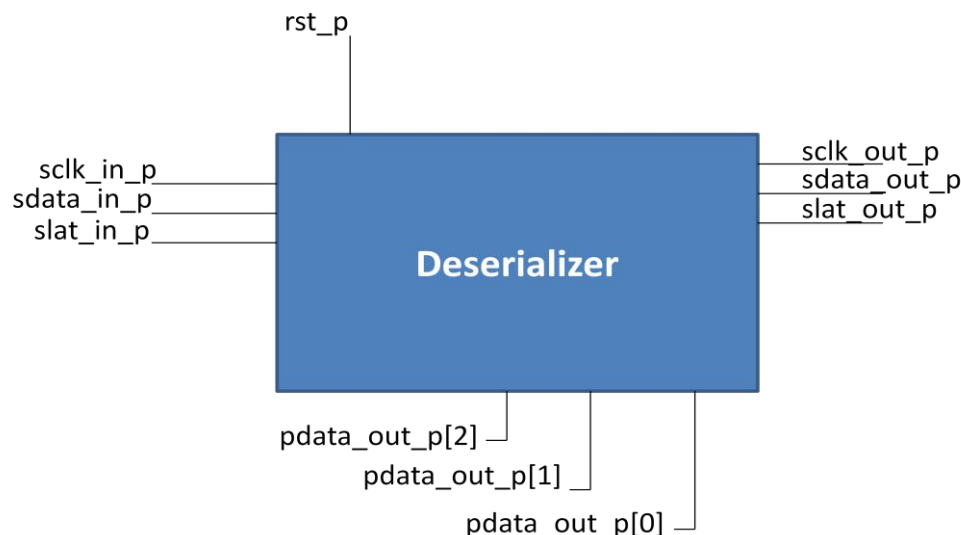 rst_p
sclk_in_p
sdata_in_p
slat_in_p
sclk_out_p
sdata_out_p
slat_out_p
Deserializer
pdata_out_p[2]
pdata_out_p[1]
pdata_out_p[0]